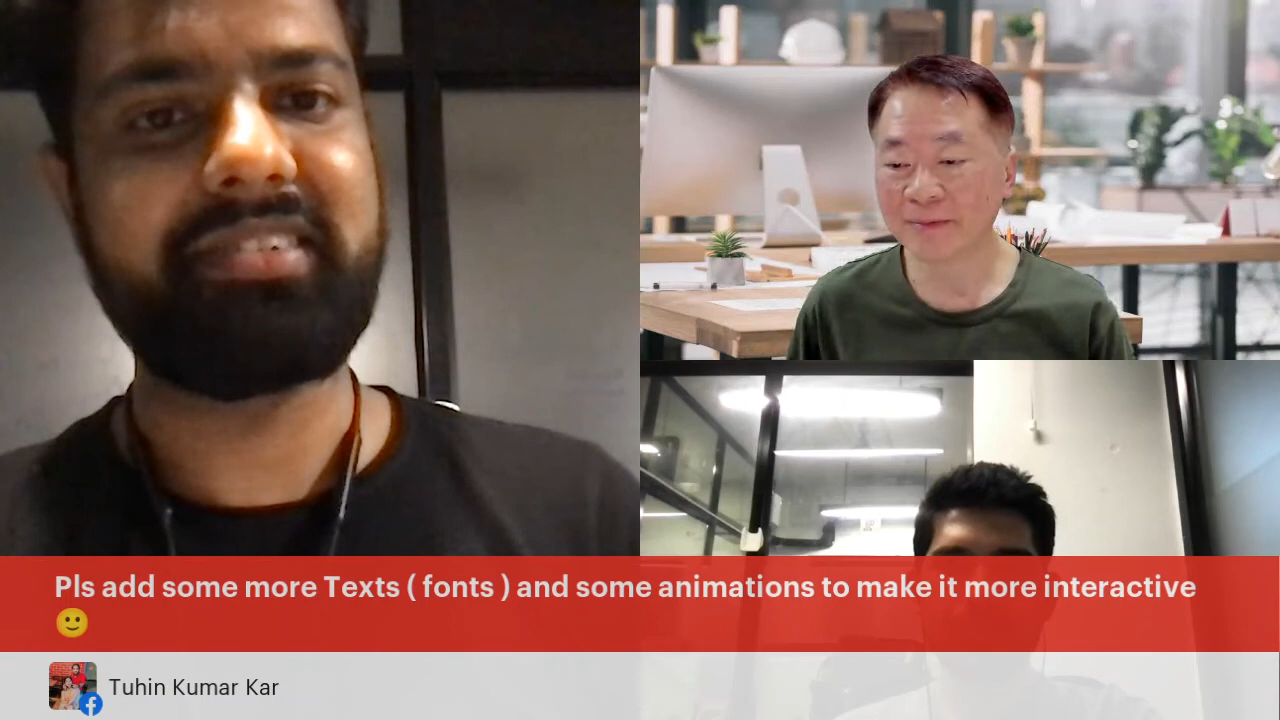 Pls add some more Texts ( fonts ) and some animations to make it more interactive
🙂
Tuhin Kumar Kar